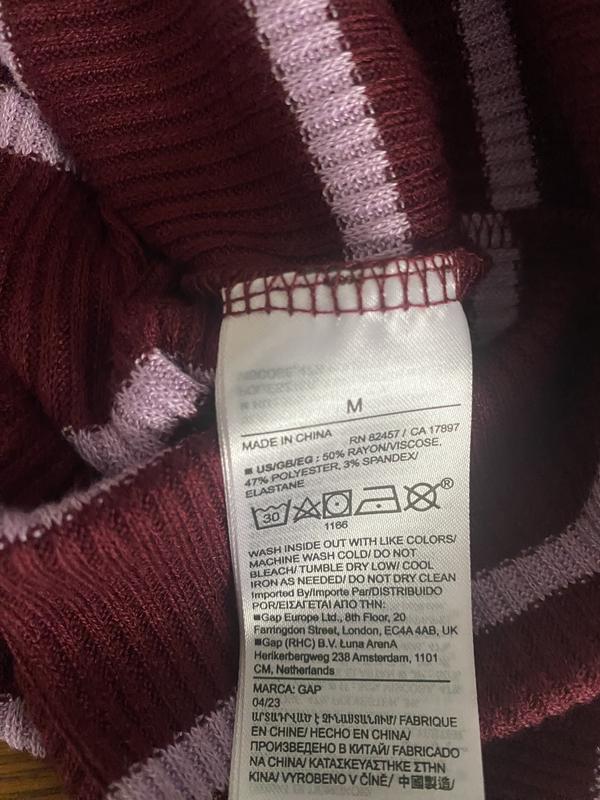 M
MADE IN CHINA RN 82457 / CA 17897
■ US/GB/EG : 50% RAYON/VISCOSE,
47% POLYESTER, 3% SPANDEX/
ELASTANE
30 ®
1166
WASH INSIDE OUT WITH LIKE COLORS/
MACHINE WASH COLD/ DO NOT
BLEACH/ TUMBLE DRY LOW/ COOL
IRON AS NEEDED/ DO NOT DRY CLEAN
Imported By/Importe Par/DISTRIBUIDO
POR/ΕΙΣΑΓΕΤΑΙ ΑΠΟ ΤΗΝ:
■Gap Europe Ltd., 8th Floor, 20
Farringdon Street, London, EC4A 4AB, UK
■Gap (RHC) B.V. Luna ArenA
Herikerbergweg 238 Amsterdam, 1101
CM, Netherlands
MARCA: GAP
04/23
ԱՐՏԱԴՐՎԱԾ Է ՉԻՆԱՍՏԱՆՈՒՄ/ FABRIQUE
EN CHINE/ HECHO EN CHINA/
ПРОИЗВЕДЕНО В КИТАЙ/ FABRICADO
NA CHINA/ ΚΑΤΑΣΚΕΥΑΣΤΗΚΕ ΣΤΗΝ
ΚΙΝΑ/ VYROBENO V ČÍNĚ/ 中國製造/